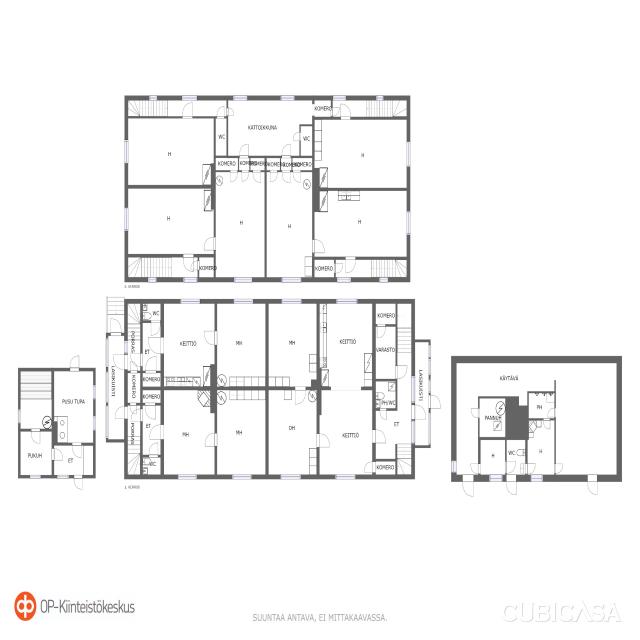 KOMERO
KATTOIKKUNA
WC
WC
H
H
KOMERO
KOMERO
KOMERO
KOMERO
KOMERO
H
H
H
H
KOMERO
KOMERO
2. KERROS
WC
PORRAS
KEITTIÖ
MH
MH
KEITTIÖ
KOMERO
ET
VARASTO
LASIKUISTI
LASIKUISTI
KOMERO
KOMERO
KOMERO
PH/WC
PORRAS
ET
MH
MH
OH
KEITTIÖ
ET
WC
KOMERO
1. KERROS
PUSU TUPA
PUKUH
ET
KÄYTÄVÄ
PANNUH
PH
H
WC
H
OP-Kiinteistökeskus
SUUNTAA ANTAVA, EI MITTAKAAVASSA.
CUBICASA